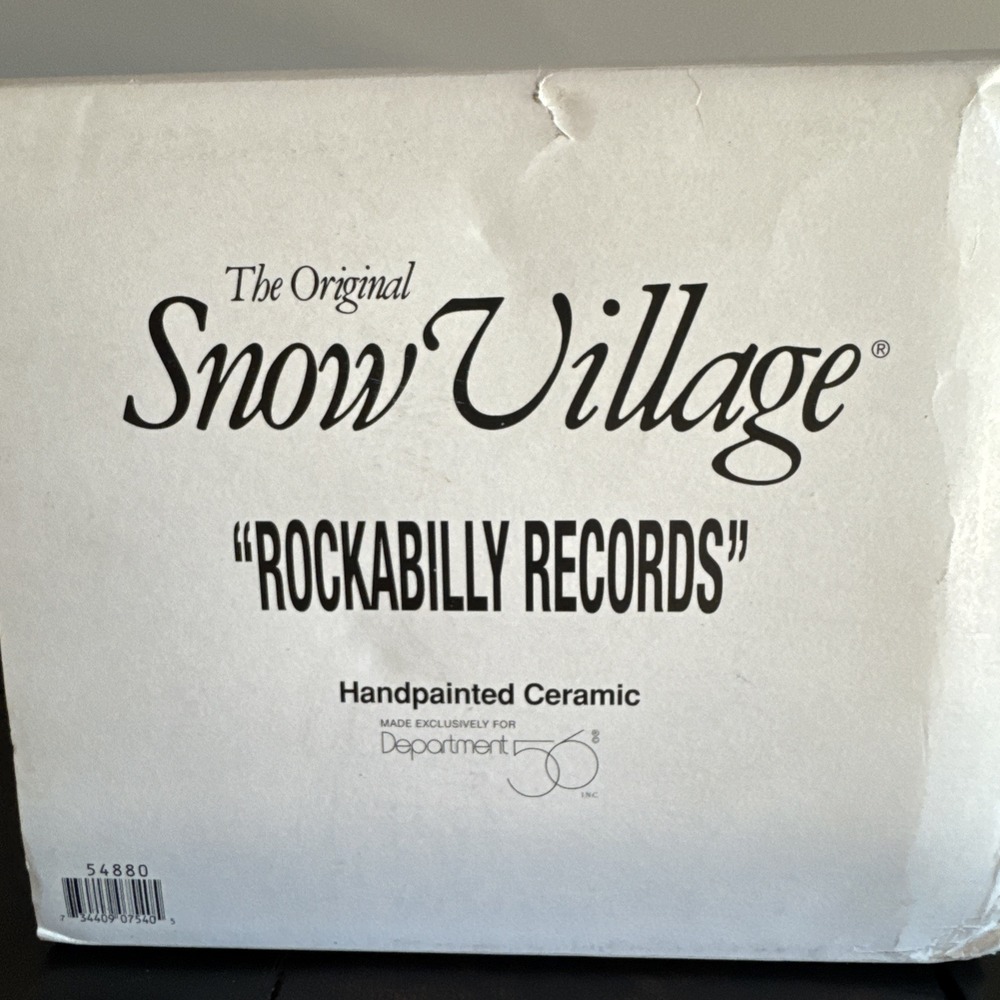 The Original
Snow Village®
“ROCKABILLY RECORDS”
Handpainted Ceramic
MADE EXCLUSIVELY FOR
Department 56®
INC.
54880
7 34409 07540 5